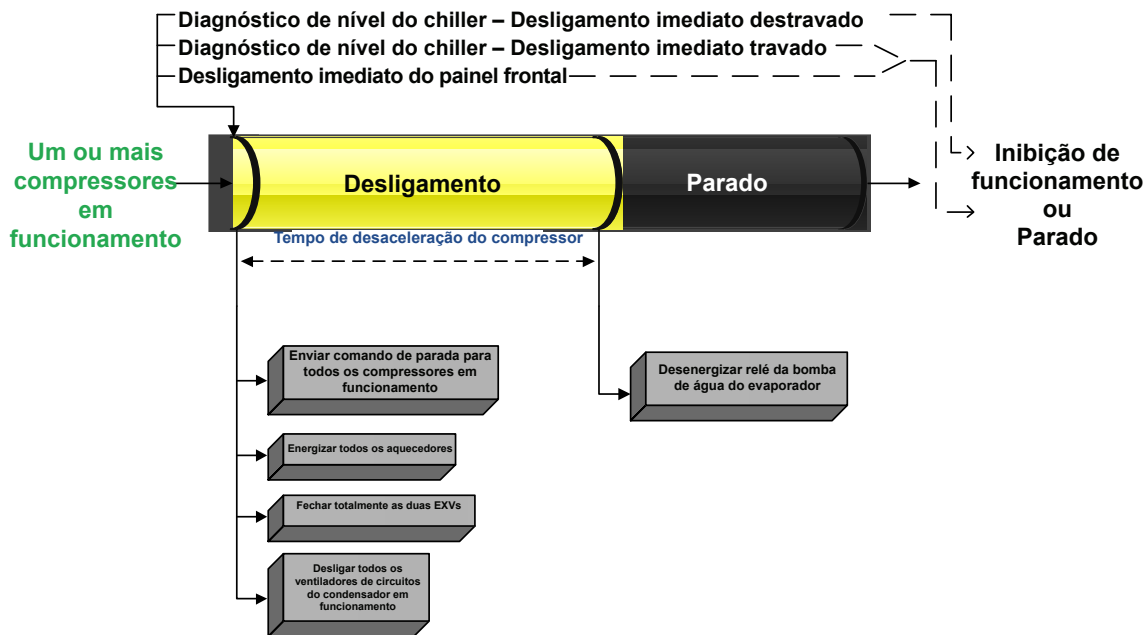 Diagnóstico de nível do chiller – Desligamento imediato destravado
Diagnóstico de nível do chiller – Desligamento imediato travado
Desligamento imediato do painel frontal
Um ou mais
compressores
em
funcionamento
Desligamento
Parado
Inibição de
funcionamento
ou
Parado
Tempo de desaceleração do compressor
Enviar comando de parada para
todos os compressores em
funcionamento
Desenergizar relé da bomba
de água do evaporador
Energizar todos os aquecedores
Fechar totalmente as duas EXVs
Desligar todos os
ventiladores de circuitos
do condensador em
funcionamento